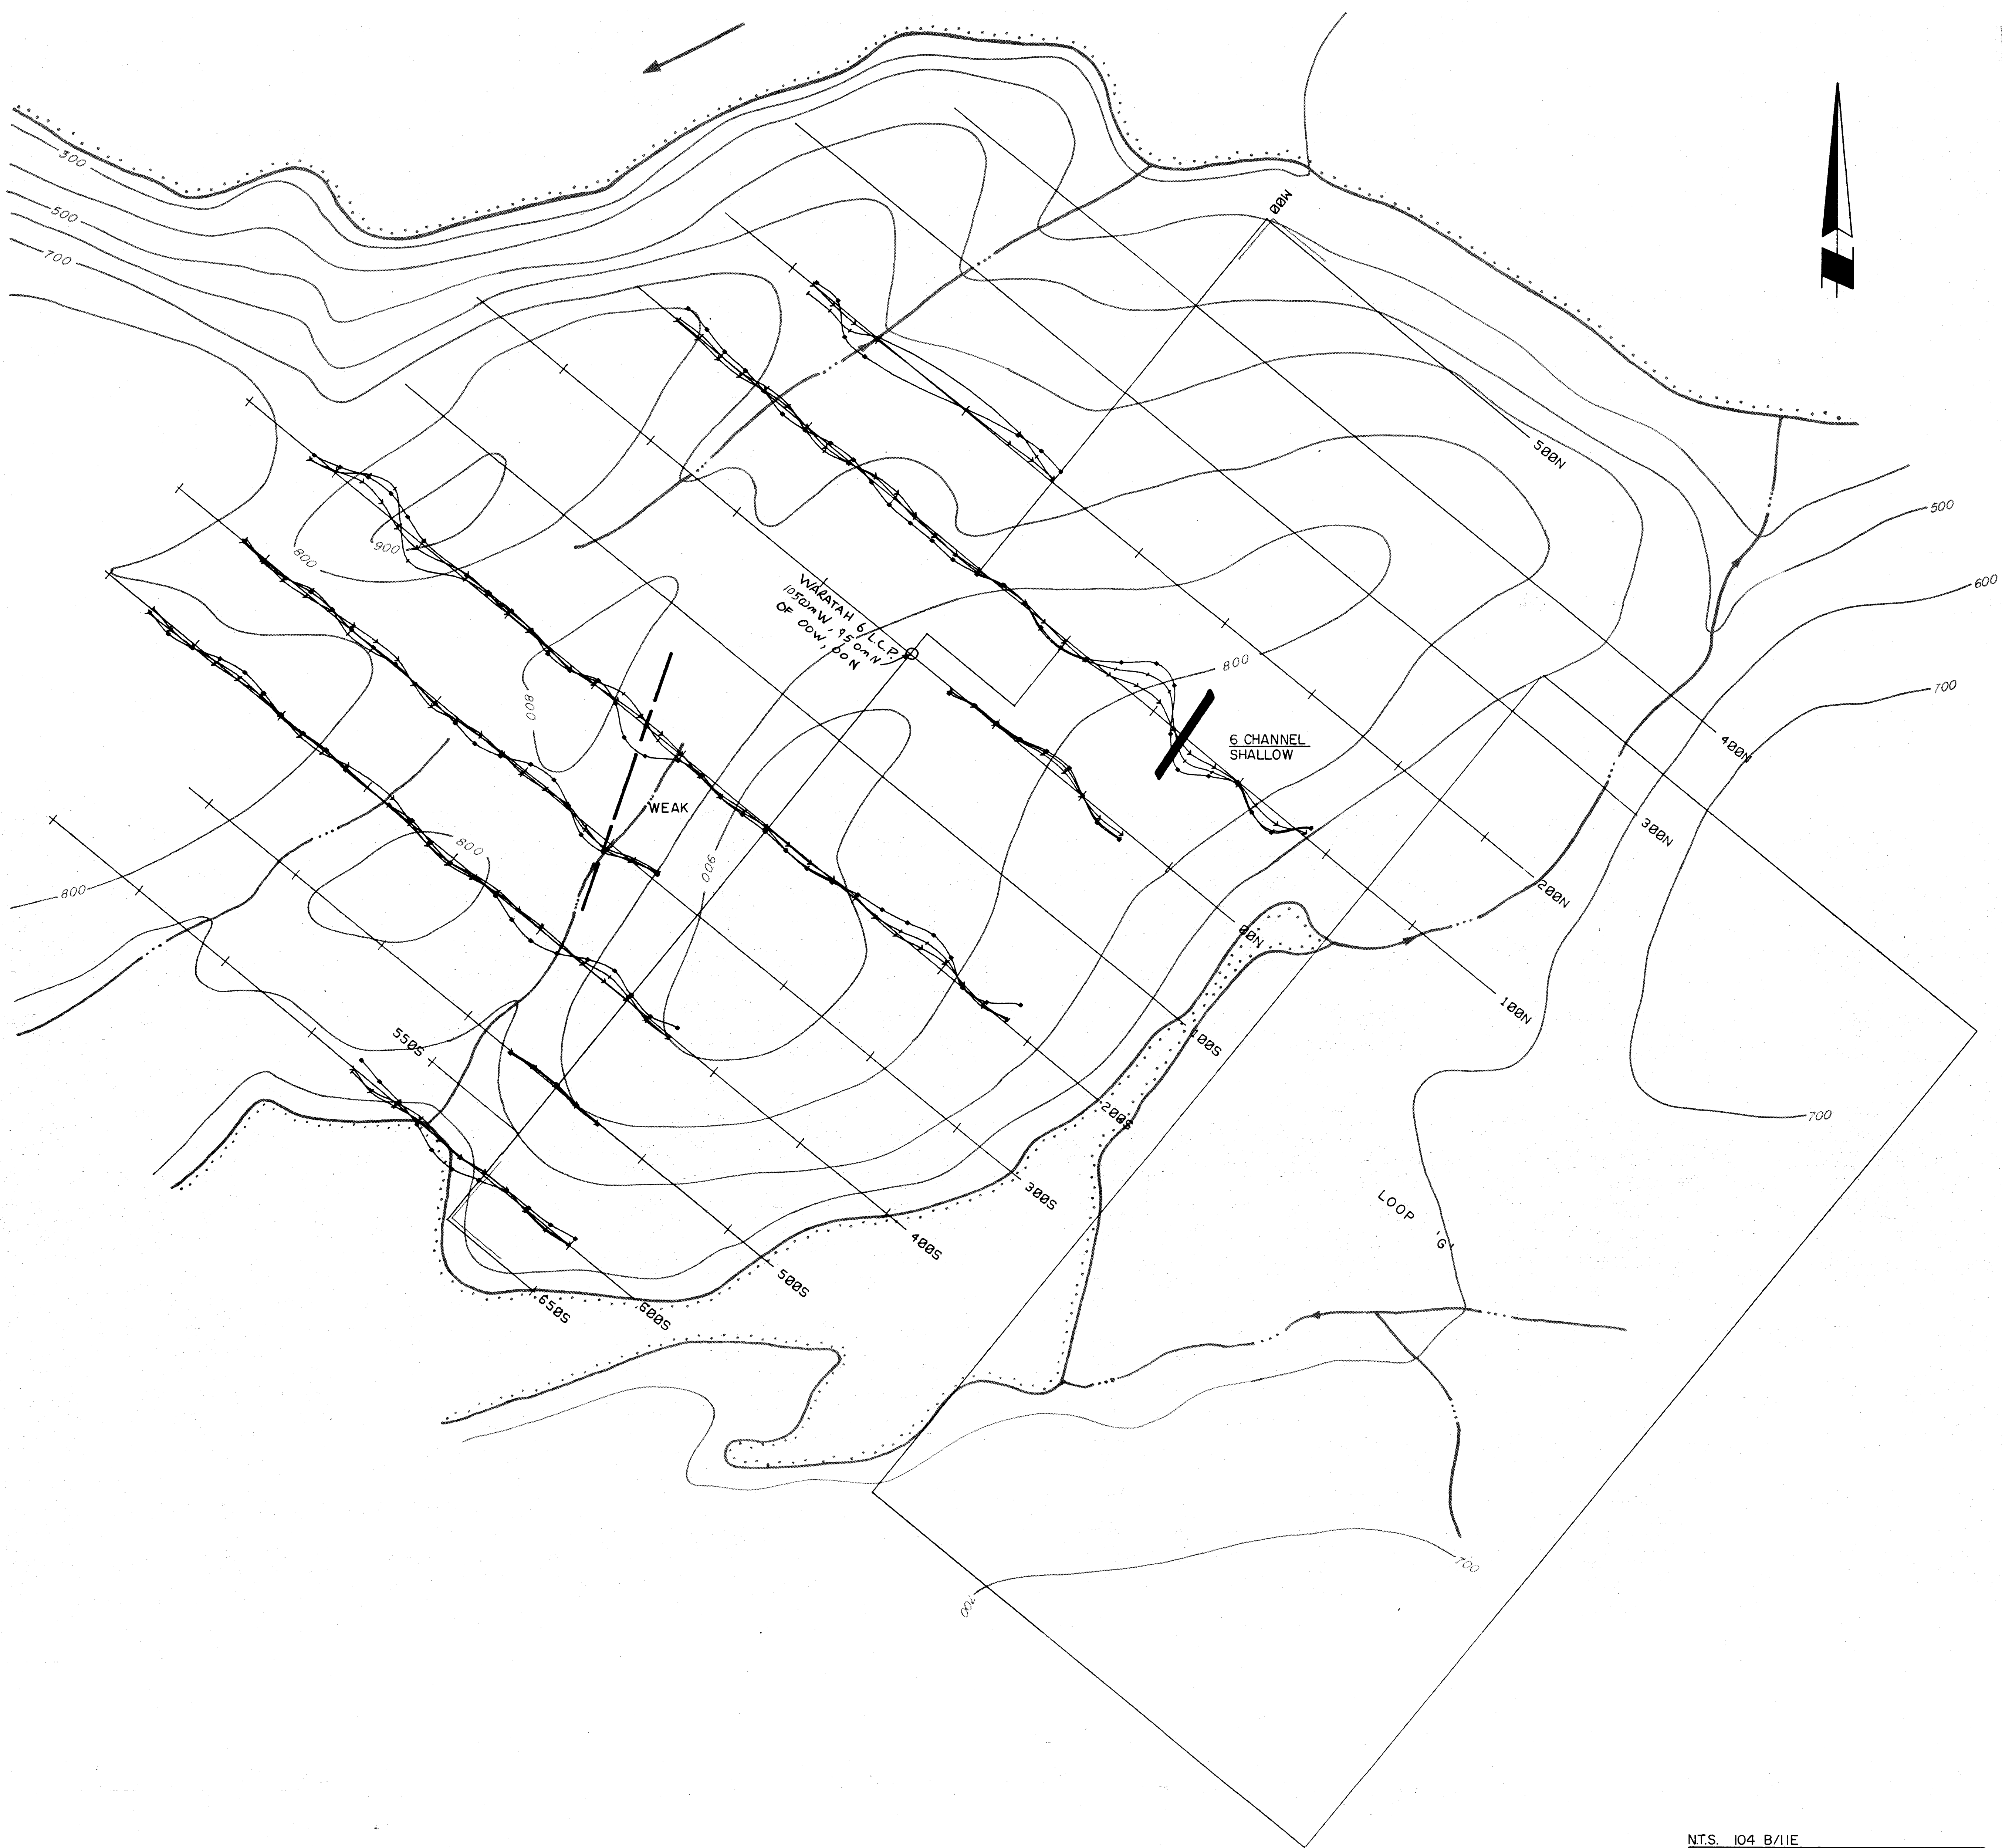 300
500
700
00W
500N
500
600
700
800
900
800
WARATAH 6 L.C.P.
1050mW, 950mN
OF 00W, 00N
800
800
6 CHANNEL
SHALLOW
400N
WEAK
300N
800
900
800
200N
00N
100N
100S
550S
200S
700
300S
LOOP 'G'
400S
500S
650S
600S
700
700
N.T.S. 104 B/11E